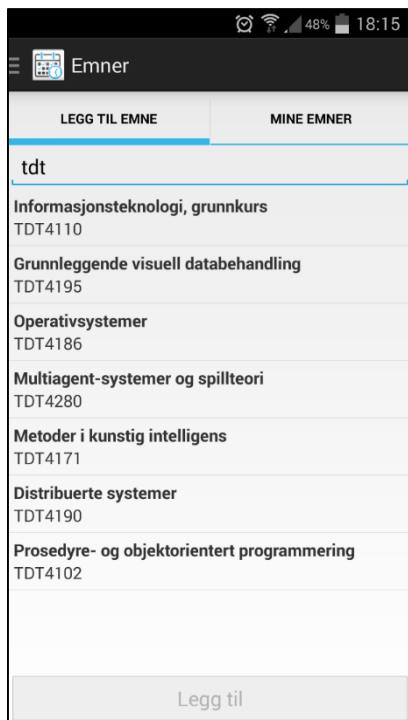 48% 18:15
Emner
LEGG TIL EMNE MINE EMNER
tdt
Informasjonsteknologi, grunnkurs
TDT4110
Grunnleggende visuell databehandling
TDT4195
Operativsystemer
TDT4186
Multiagent-systemer og spillteori
TDT4280
Metoder i kunstig intelligens
TDT4171
Distribuerte systemer
TDT4190
Prosedyre- og objektorientert programmering
TDT4102
Legg til